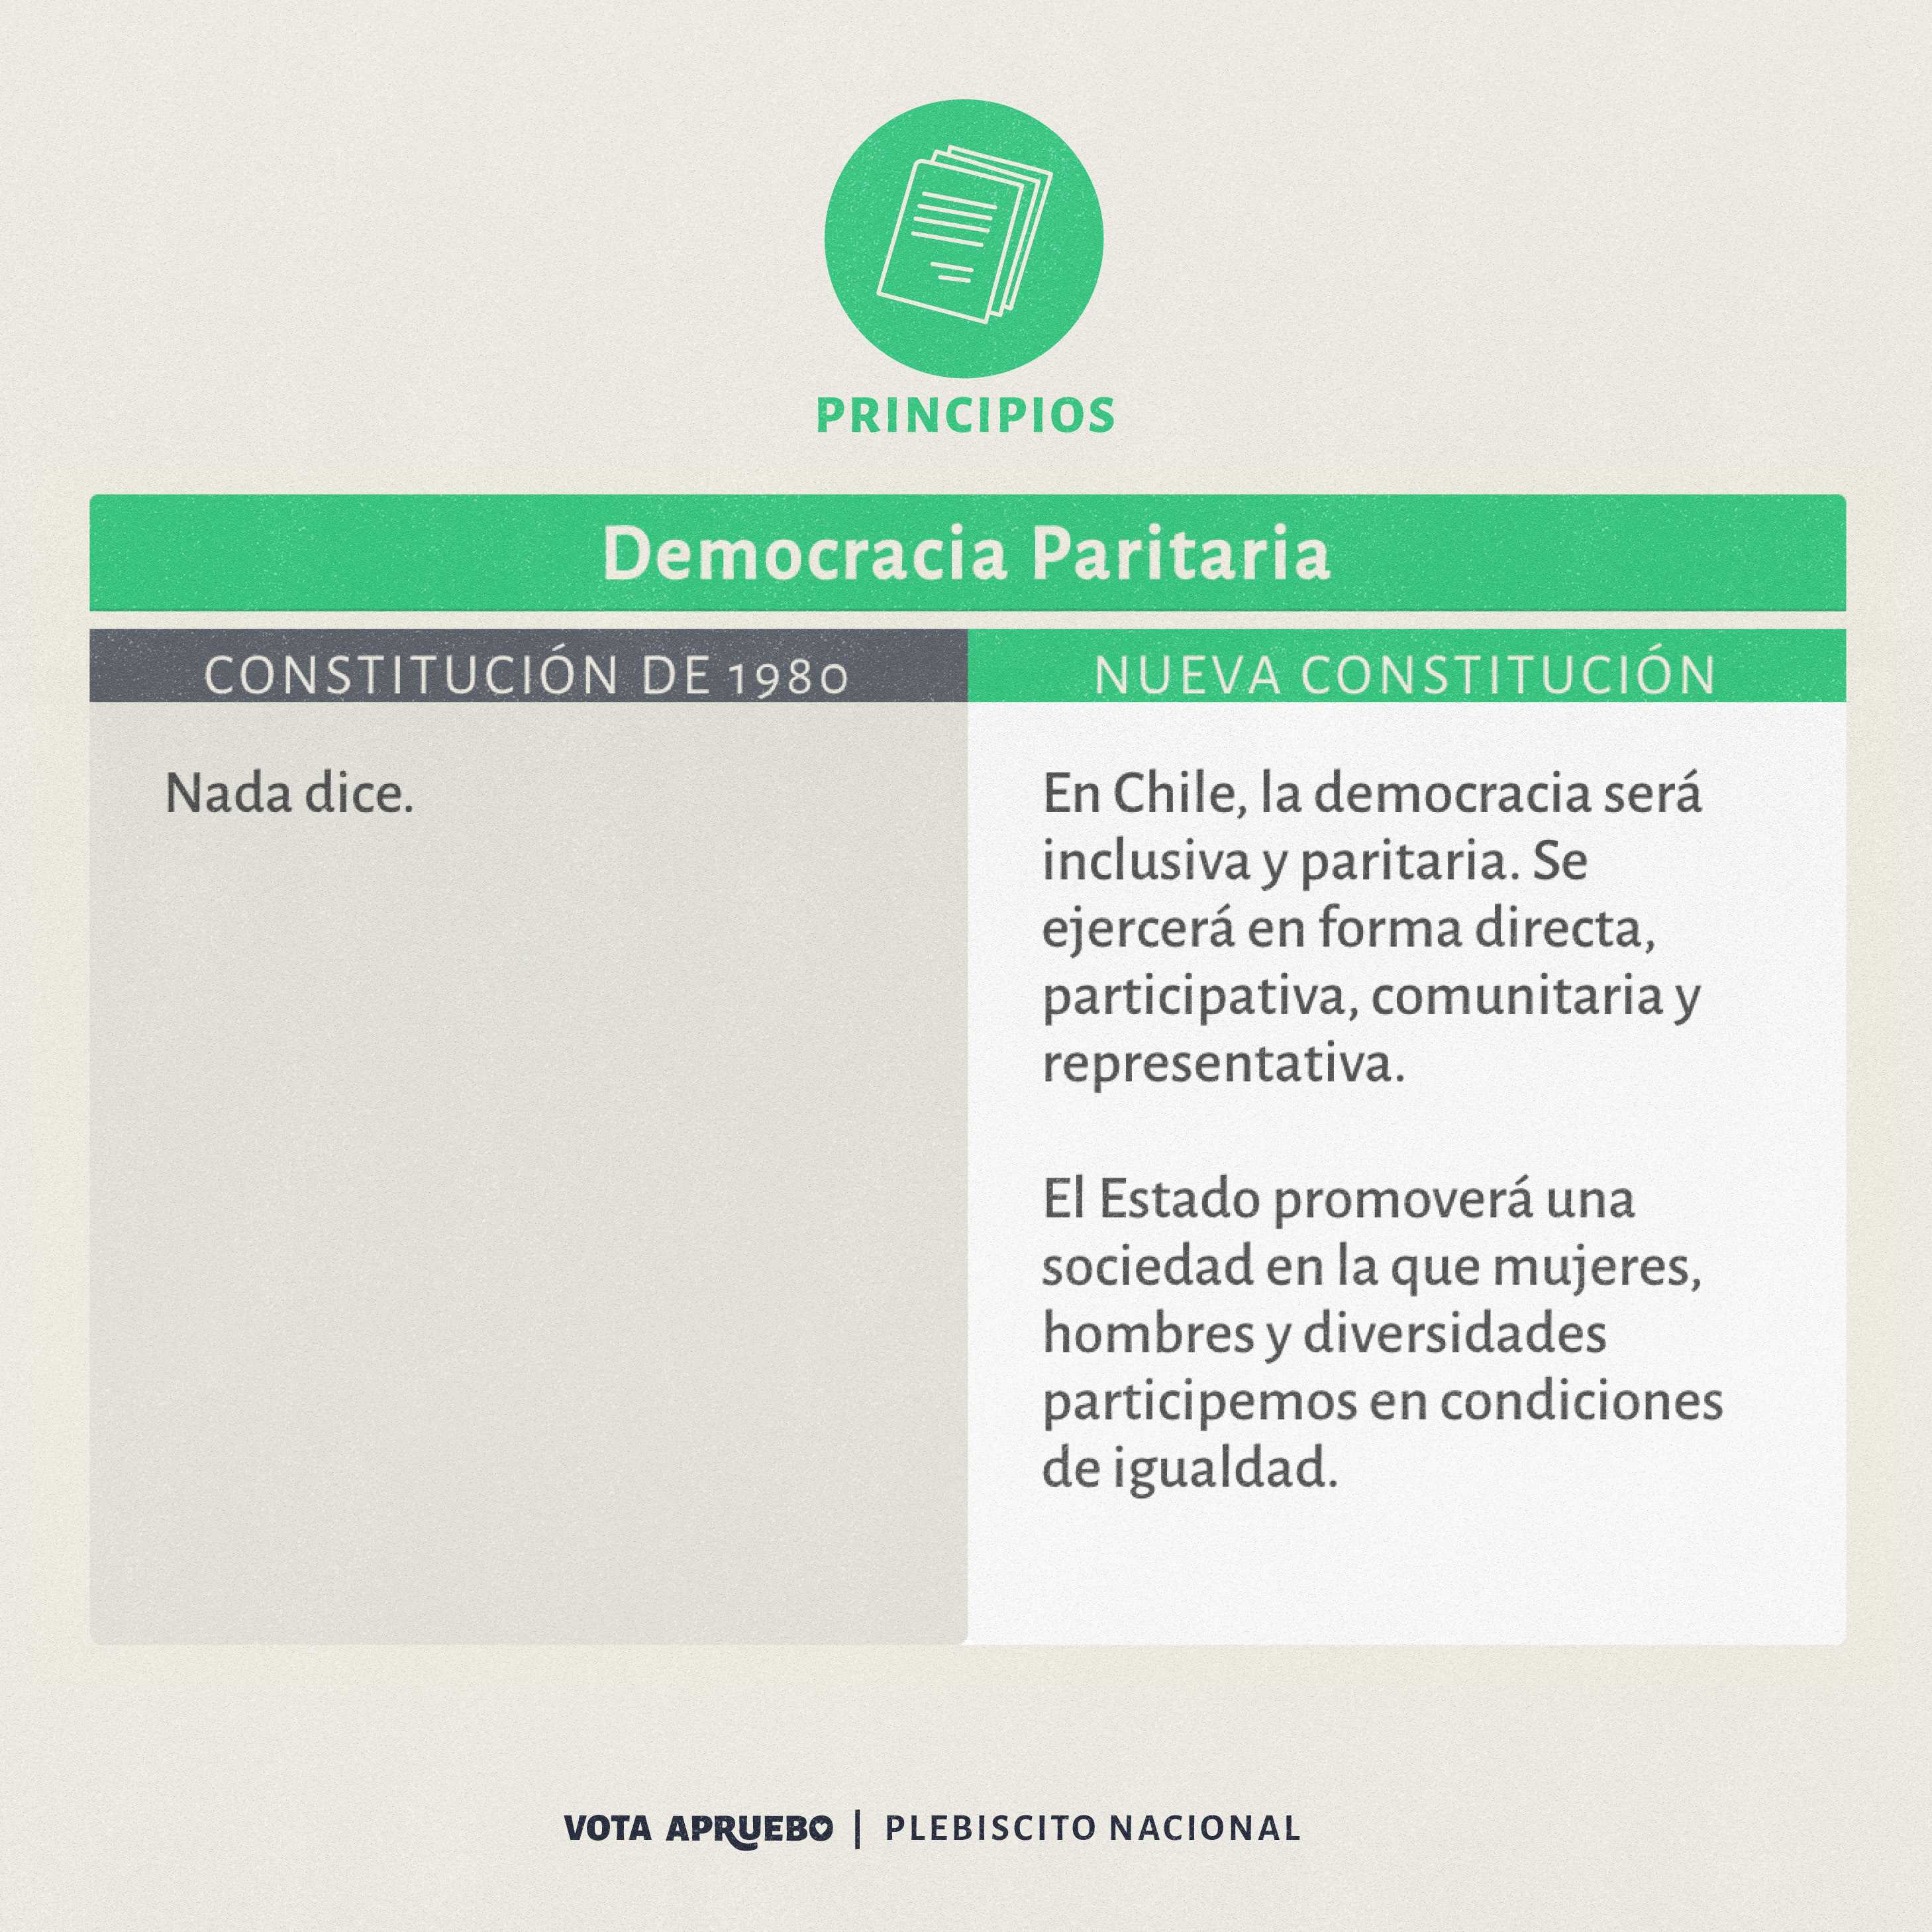 PRINCIPIOS
Democracia Paritaria
CONSTITUCIÓN DE 1980
Nada dice.
NUEVA CONSTITUCIÓN
En Chile, la democracia será
inclusiva y paritaria. Se
ejercerá en forma directa,
participativa, comunitaria y
representativa.
El Estado promoverá una
sociedad en la que mujeres,
hombres y diversidades
participemos en condiciones
de igualdad.
VOTA APRUEBO | PLEBISCITO NACIONAL